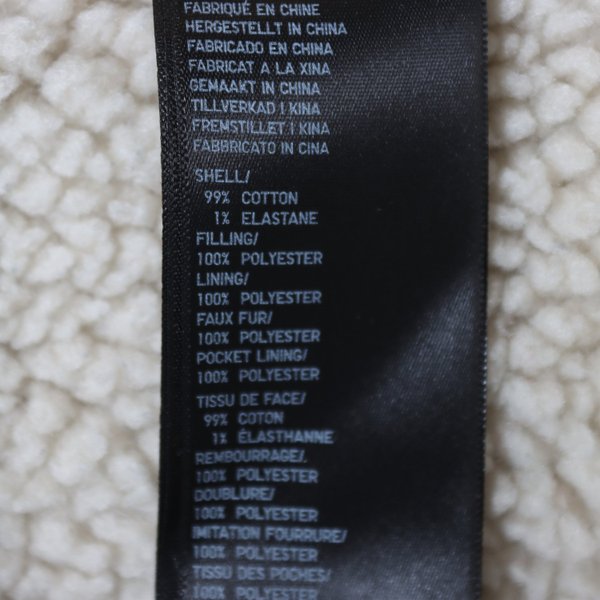 FABRIQUÉ EN CHINE
HERGESTELLT IN CHINA
FABRICADO EN CHINA
FABRICAT A LA XINA
GEMAAKT IN CHINA
TILLVERKAD I KINA
FREMSTILLET I KINA
FABBRICATO IN CINA
SHELL/
99% COTTON
1% ELASTANE
FILLING/
100% POLYESTER
LINING/
100% POLYESTER
FAUX FUR/
100% POLYESTER
POCKET LINING/
100% POLYESTER
TISSU DE FACE/
99% COTON
1% ÉLASTHANNE
REMBOURRAGE/
100% POLYESTER
DOUBLURE/
100% POLYESTER
IMITATION FOURRURE/
100% POLYESTER
TISSU DES POCHES/
100% POLYESTER